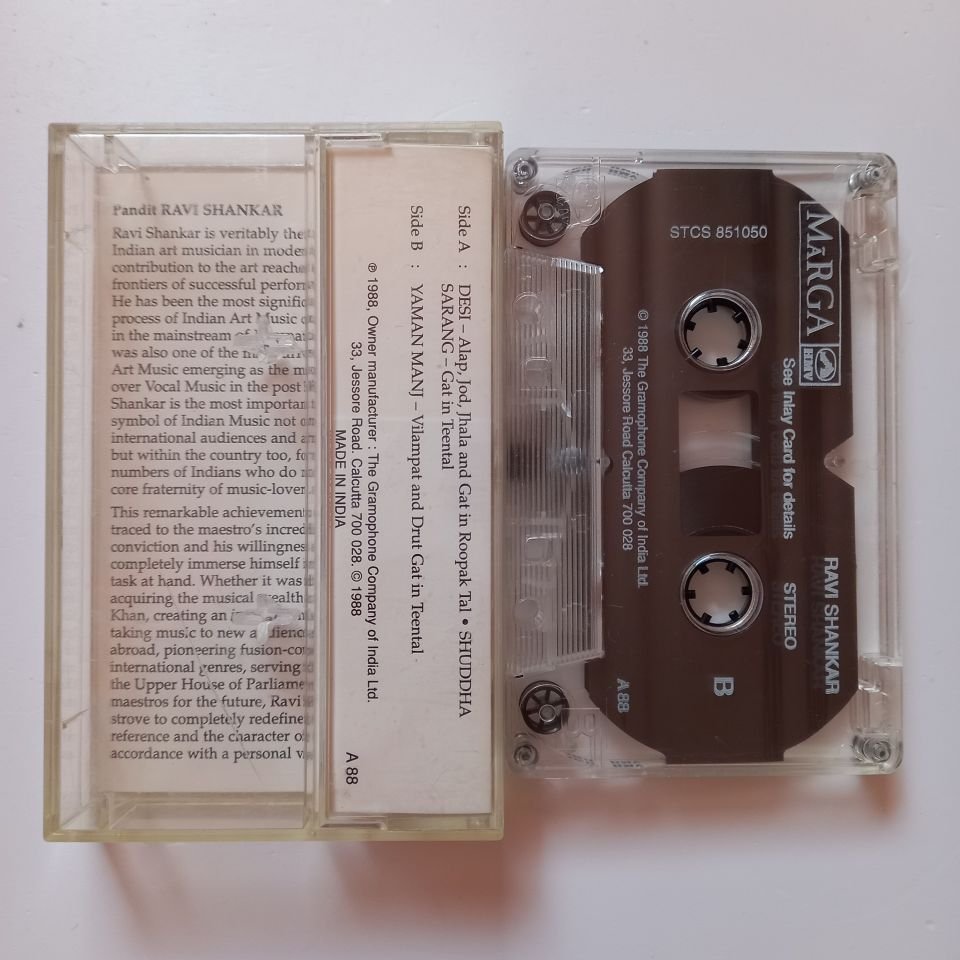 Pandit RAVI SHANKAR
Ravi Shankar is veritably the
Indian art musician in moder
contribution to the art reache
frontiers of successful perform
He has been the most signific
process of Indian Art Music
in the mainstream of
was also one of the
Art Music emerging as the m
over Vocal Music in the post
Shankar is the most important
symbol of Indian Music not
international audiences and
but within the country too, fo
numbers of Indians who do
core fraternity of music-lover
This remarkable achievement
traced to the maestro's incred
conviction and his willingnes
completely immerse himself
task at hand. Whether it was
acquiring the musical wealth
Khan, creating an
taking music to new
abroad, pioneering fusion-con
international genres, serving
the Upper House of Parliame
maestros for the future, Ravi
strove to completely redefine
reference and the character of
accordance with a personal v
Side A : DESI – Alap, Jod, Jhala and Gat in Roopak Tal • SHUDDHA
SARANG – Gat in Teental
Side B : YAMAN MANJ – Vilampat and Drut Gat in Teental
℗ 1988, Owner manufacturer : The Gramophone Company of India Ltd.
33, Jessore Road. Calcutta 700 028. © 1988
MADE IN INDIA
A 88
MĀRGA
HMV
See Inlay Card for details
RAVI SHANKAR
STEREO
STCS 851050
B
© 1988 The Gramophone Company of India Ltd.
33, Jessore Road Calcutta 700 028
A 88